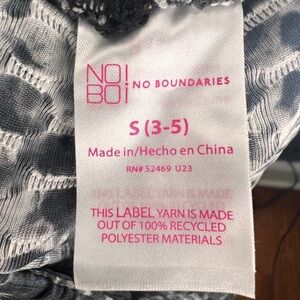 NO!
BOi
NO BOUNDARIES
S (3-5)
Made in/Hecho en China
RN# 52469 U23
THIS LABEL YARN IS MADE
OUT OF 100% RECYCLED
POLYESTER MATERIALS